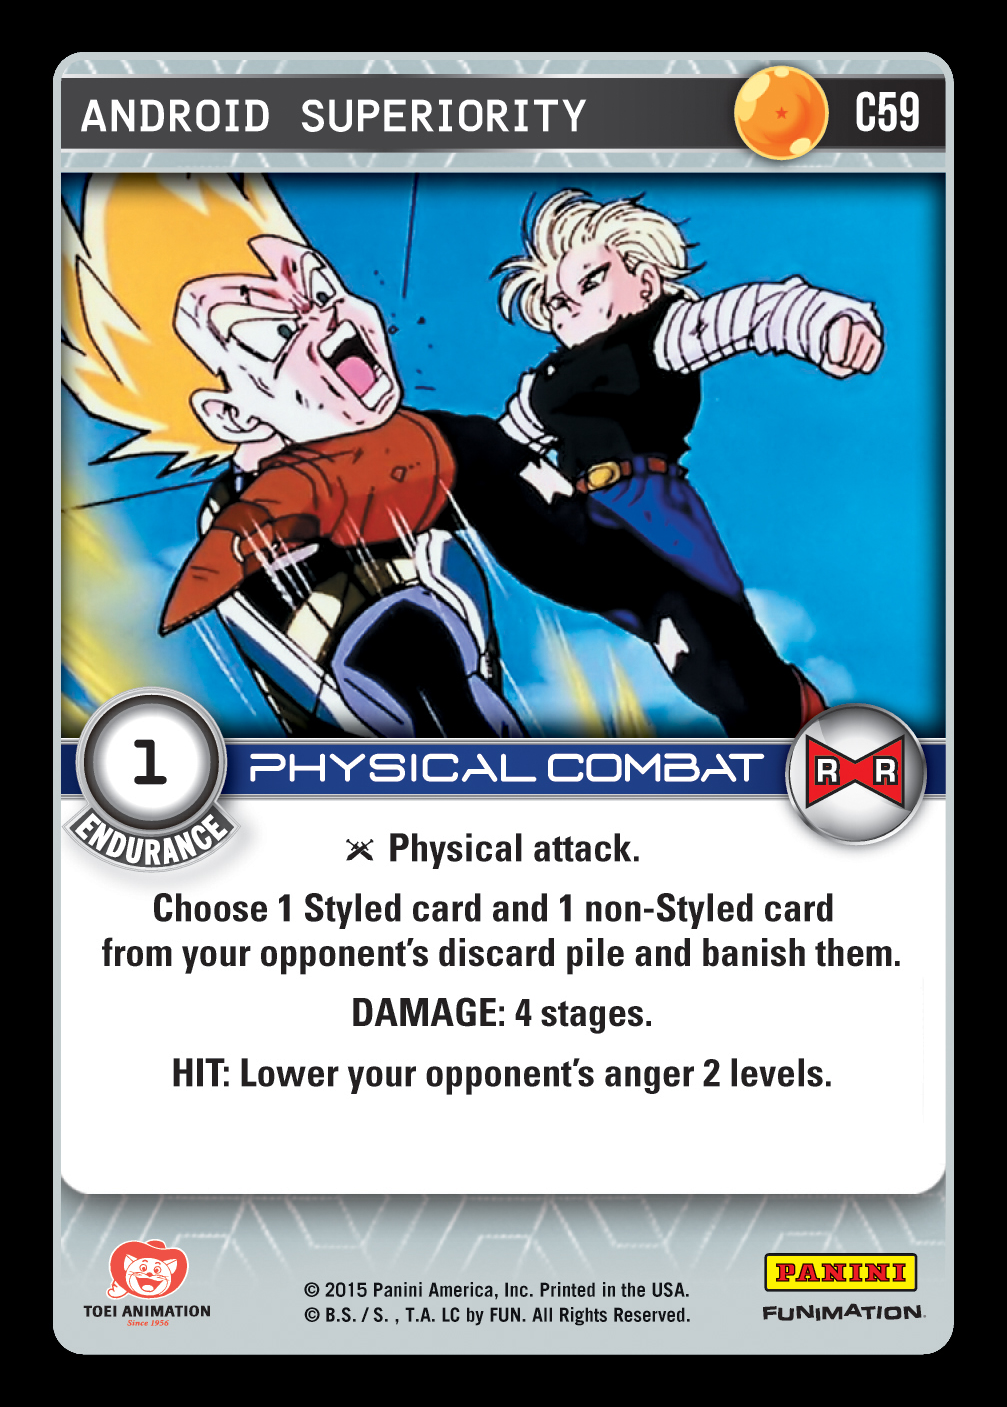 ANDROID SUPERIORITY
C59
1
ENDURANCE
PHYSICAL COMBAT
R R
Physical attack.
Choose 1 Styled card and 1 non-Styled card
from your opponent's discard pile and banish them.
DAMAGE: 4 stages.
HIT: Lower your opponent's anger 2 levels.
TOEI ANIMATION
Since 1956
© 2015 Panini America, Inc. Printed in the USA.
© B.S. / S. , T.A. LC by FUN. All Rights Reserved.
PANINI
FUNIMATION